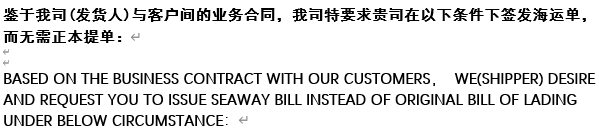 鉴于我司(发货人)与客户间的业务合同，我司特要求贵司在以下条件下签发海运单，
而无需正本提单：
BASED ON THE BUSINESS CONTRACT WITH OUR CUSTOMERS， WE(SHIPPER) DESIRE
AND REQUEST YOU TO ISSUE SEAWAY BILL INSTEAD OF ORIGINAL BILL OF LADING
UNDER BELOW CIRCUMSTANCE：